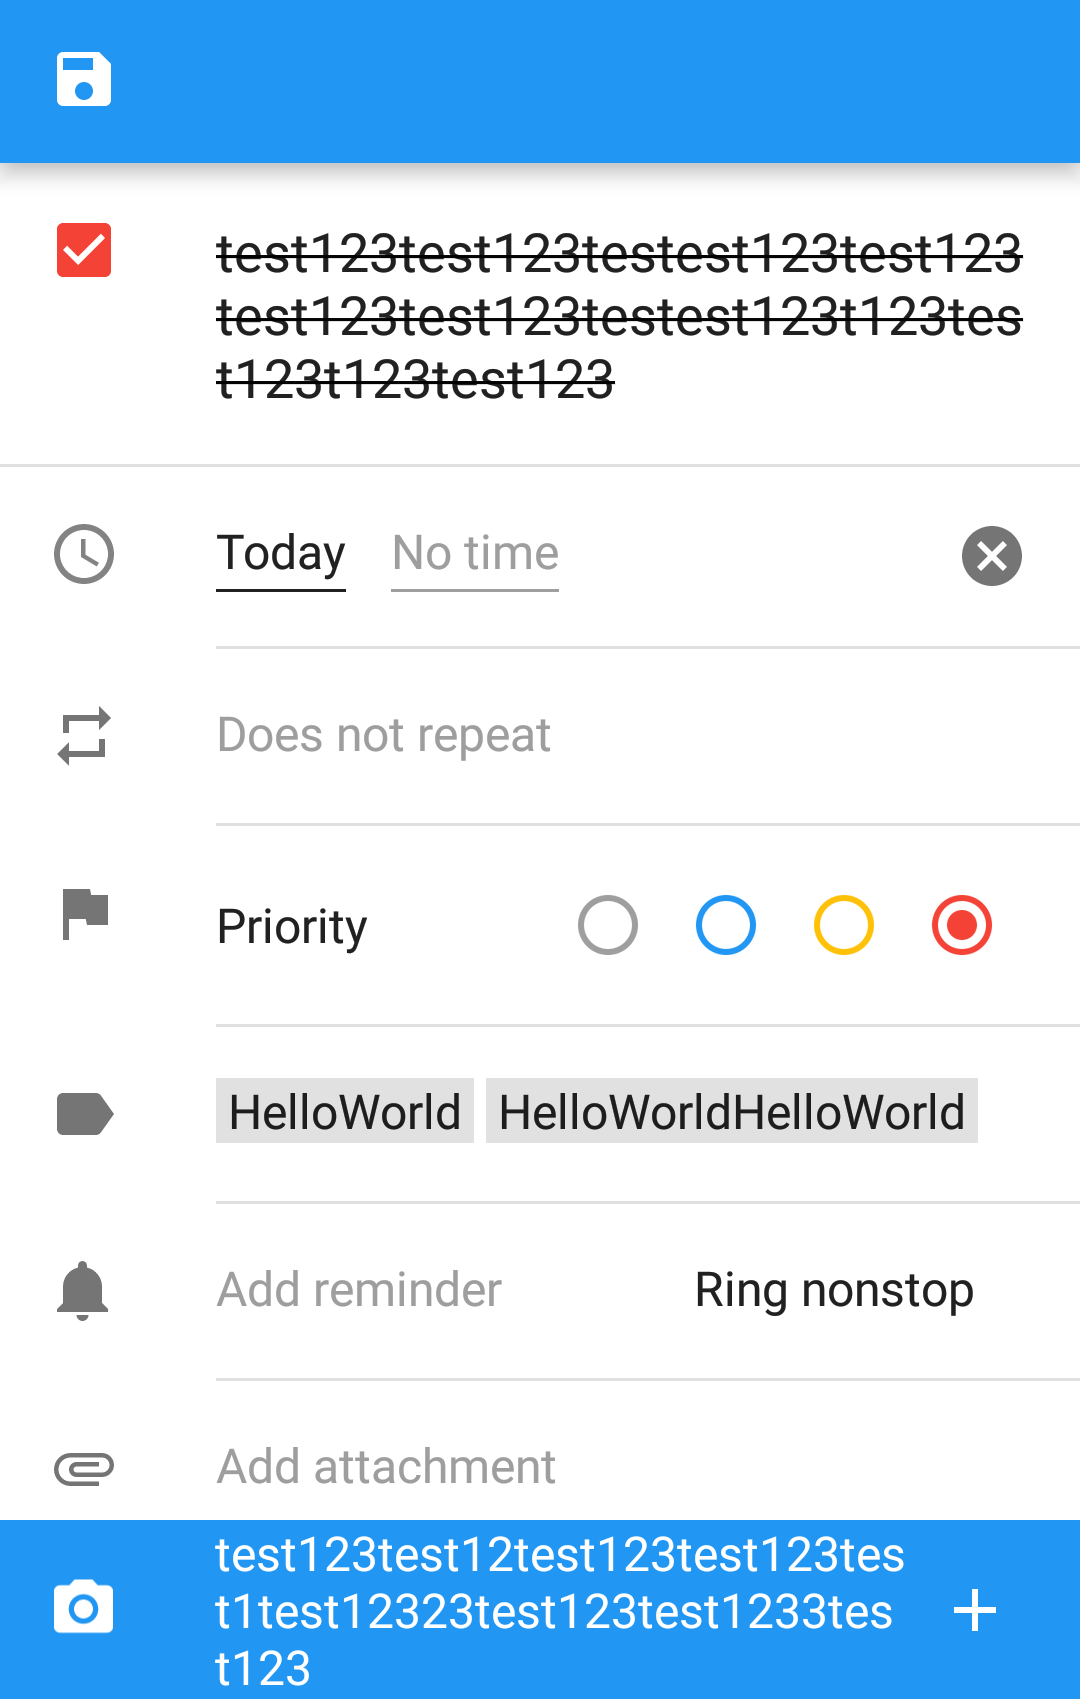 test123test123testest123test123
test123test123testest123t123tes
t123t123test123
Today No time
Does not repeat
Priority
HelloWorld HelloWorldHelloWorld
Add reminder Ring nonstop
Add attachment
test123test12test123test123tes
t1test12323test123test1233tes
t123